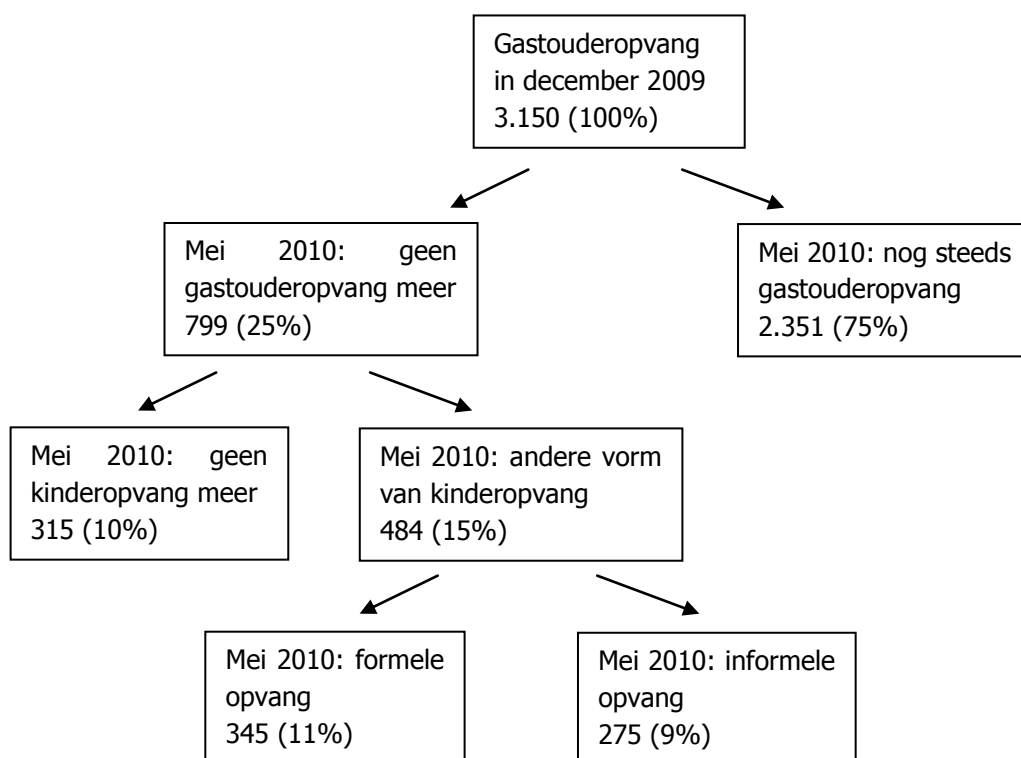 Gastouderopvang
in december 2009
3.150 (100%)
Mei 2010: geen
gastouderopvang meer
799 (25%)
Mei 2010: nog steeds
gastouderopvang
2.351 (75%)
Mei 2010: geen
kinderopvang meer
315 (10%)
Mei 2010: andere vorm
van kinderopvang
484 (15%)
Mei 2010: formele
opvang
345 (11%)
Mei 2010: informele
opvang
275 (9%)